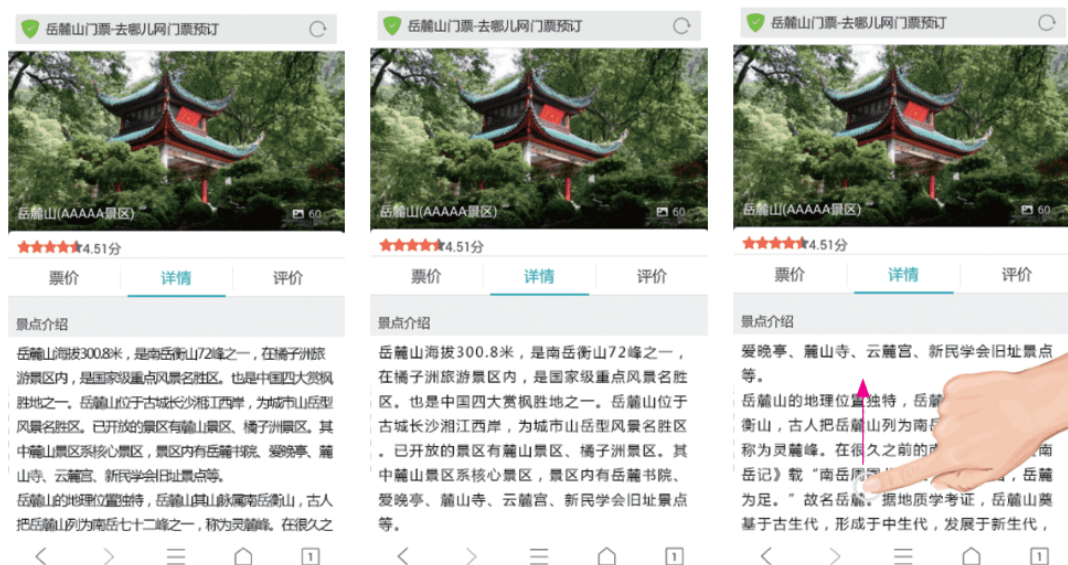 岳麓山门票-去哪儿网门票预订
岳麓山(AAAAA景区)
60
4.51分
票价
详情
评价
景点介绍
岳麓山海拔300.8米，是南岳衡山72峰之一，在橘子洲旅
游景区内，是国家级重点风景名胜区。也是中国四大赏枫
胜地之一。岳麓山位于古城长沙湘江西岸，为城市山岳型
风景名胜区。已开放的景区有麓山景区、橘子洲景区。其
中麓山景区系核心景区，景区内有岳麓书院、爱晚亭、麓
山寺、云麓宫、新民学会旧址景点等。
岳麓山的地理位置独特，岳麓山其山脉属南岳衡山，古人
把岳麓山列为南岳七十二峰之一，称为灵麓峰。在很久之
1
岳麓山门票-去哪儿网门票预订
岳麓山(AAAAA景区)
60
4.51分
票价
详情
评价
景点介绍
岳麓山海拔300.8米，是南岳衡山72峰之一，
在橘子洲旅游景区内，是国家级重点风景名胜
区。也是中国四大赏枫胜地之一。岳麓山位于
古城长沙湘江西岸，为城市山岳型风景名胜区
。已开放的景区有麓山景区、橘子洲景区。其
中麓山景区系核心景区，景区内有岳麓书院、
爱晚亭、麓山寺、云麓宫、新民学会旧址景点
等。
1
岳麓山门票-去哪儿网门票预订
岳麓山(AAAAA景区)
60
4.51分
票价
详情
评价
景点介绍
爱晚亭、麓山寺、云麓宫、新民学会旧址景点
等。
岳麓山的地理位置独特，岳麓
衡山，古人把岳麓山列为南岳
称为灵麓峰。在很久之前的 南
岳记》载“南岳周围 ，岳麓
为足。”故名岳麓。据地质学考证，岳麓山奠
基于古生代，形成于中生代，发展于新生代，
1